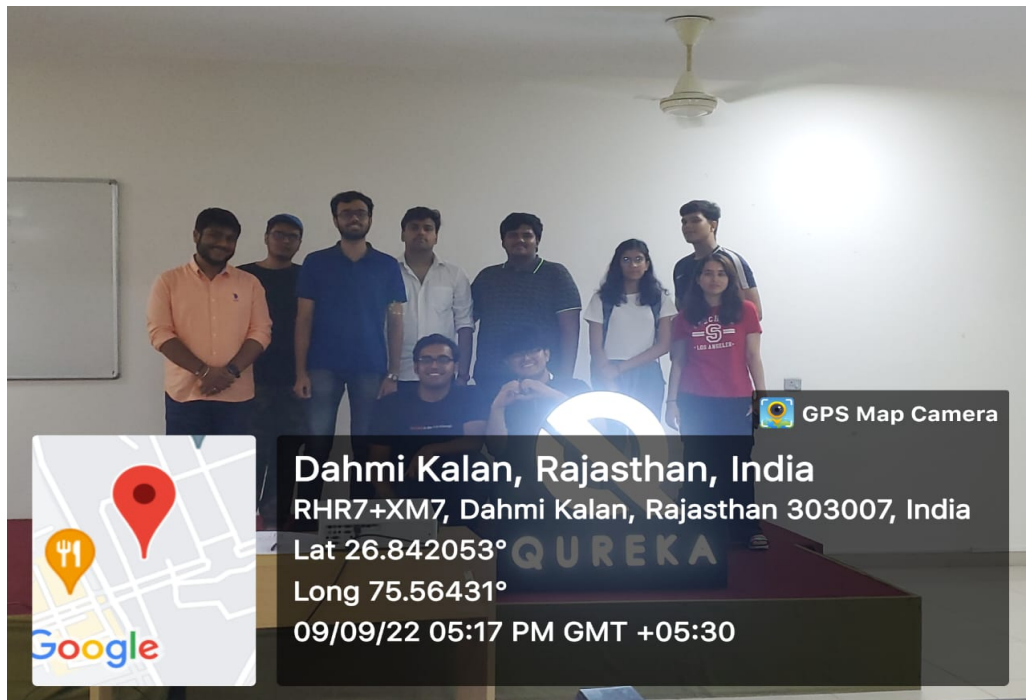 S
LOS ANGELES
GPS Map Camera
Dahmi Kalan, Rajasthan, India
RHR7+XM7, Dahmi Kalan, Rajasthan 303007, India
Lat 26.842053°
QUREKA
Long 75.56431°
09/09/22 05:17 PM GMT +05:30
Google